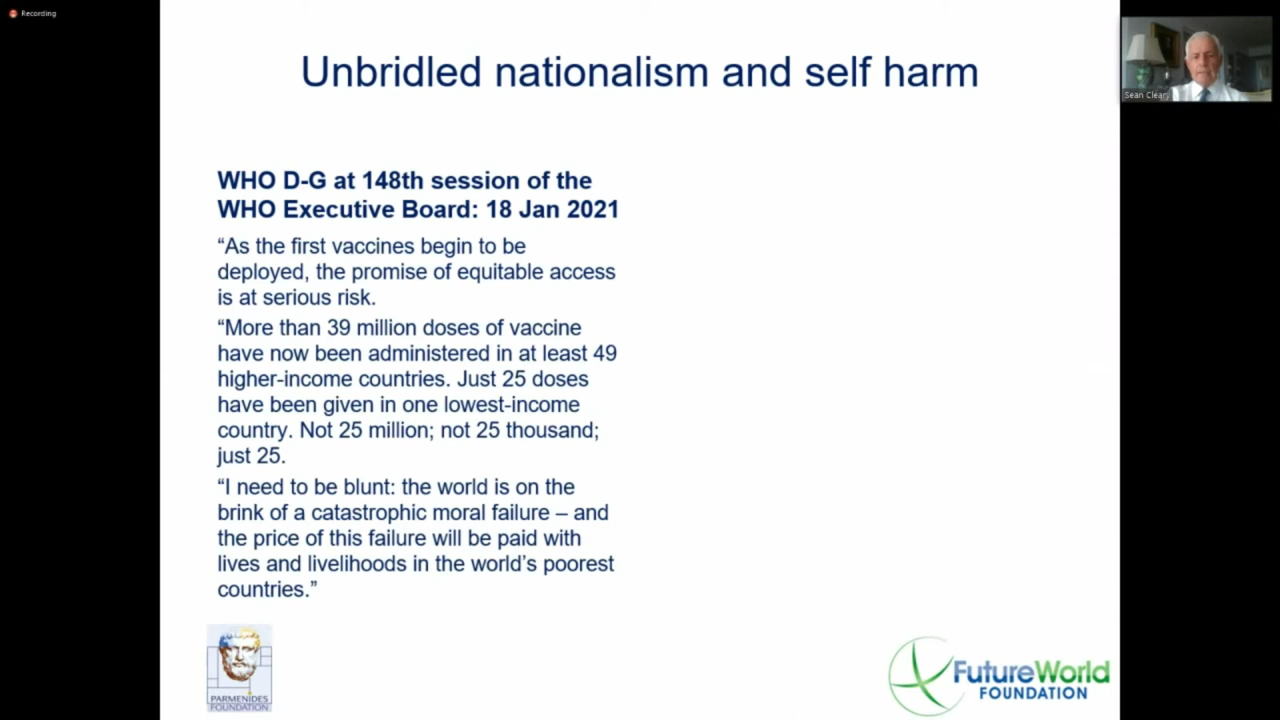 Recording
Unbridled nationalism and self harm
Sean Cleary
WHO D-G at 148th session of the
WHO Executive Board: 18 Jan 2021
“As the first vaccines begin to be
deployed, the promise of equitable access
is at serious risk.
“More than 39 million doses of vaccine
have now been administered in at least 49
higher-income countries. Just 25 doses
have been given in one lowest-income
country. Not 25 million; not 25 thousand;
just 25.
“I need to be blunt: the world is on the
brink of a catastrophic moral failure – and
the price of this failure will be paid with
lives and livelihoods in the world’s poorest
countries.”
PARMENIDES
FOUNDATION
FutureWorld
FOUNDATION